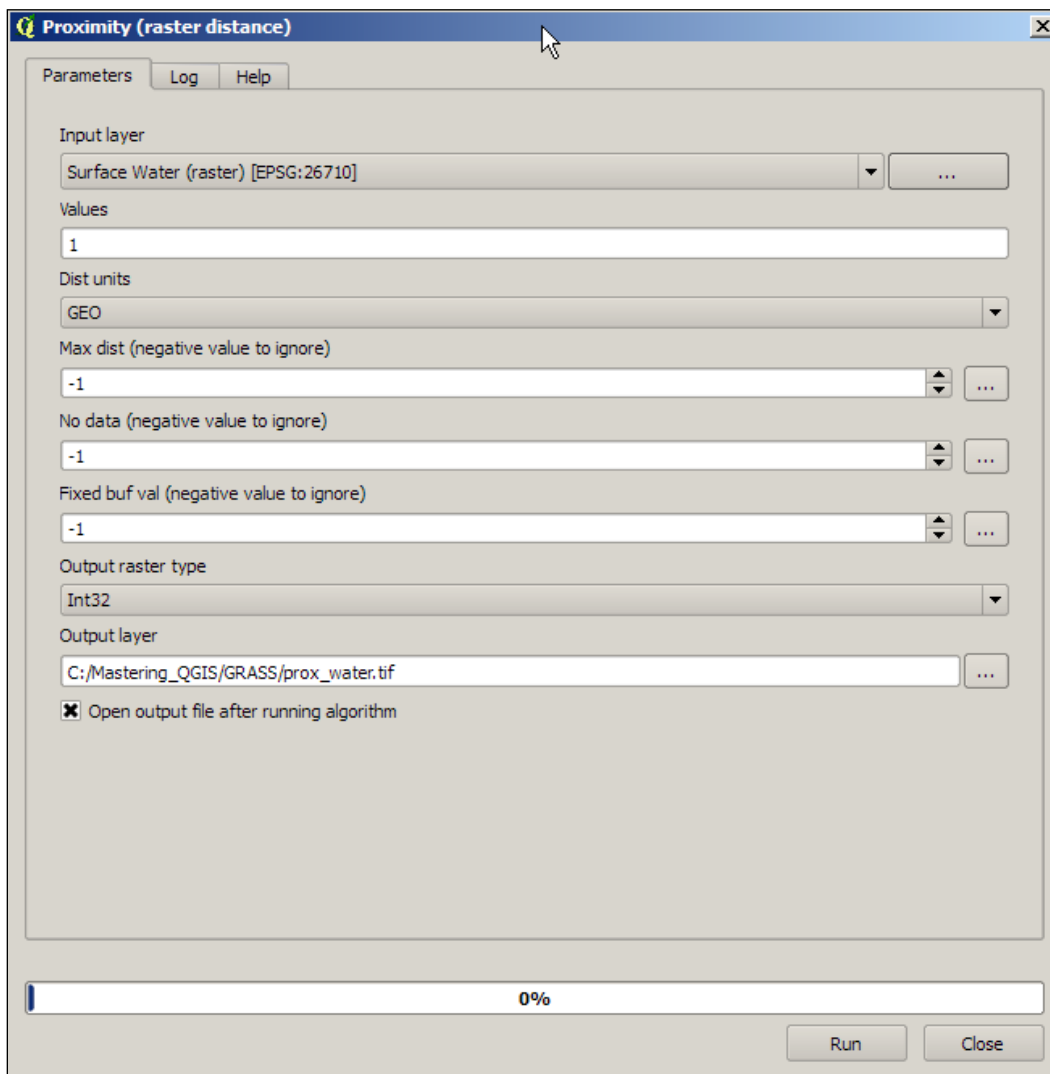 Proximity (raster distance)
Parameters Log Help
Input layer
Surface Water (raster) [EPSG:26710] ...
Values
1
Dist units
GEO
Max dist (negative value to ignore)
-1 ...
No data (negative value to ignore)
-1 ...
Fixed buf val (negative value to ignore)
-1 ...
Output raster type
Int32
Output layer
C:/Mastering_QGIS/GRASS/prox_water.tif ...
Open output file after running algorithm
0%
Run Close